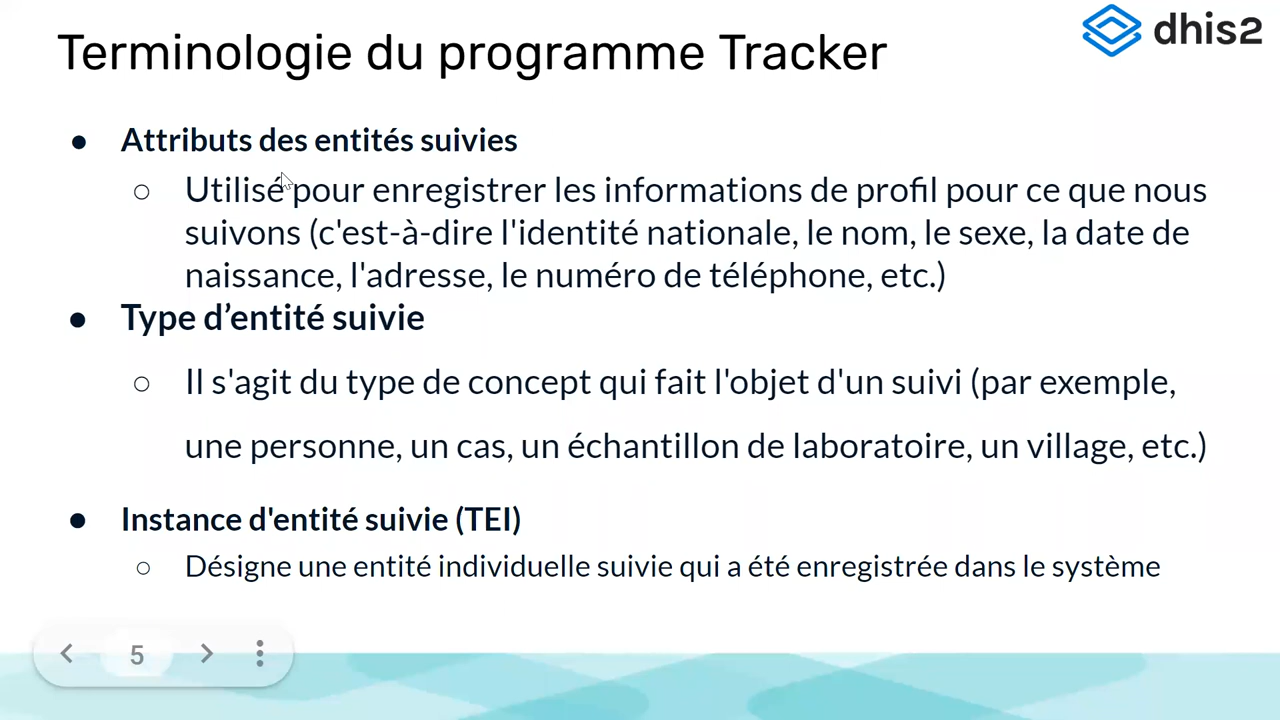 Terminologie du programme Tracker
dhis2
● Attributs des entités suivies
○ Utilisé pour enregistrer les informations de profil pour ce que nous
suivons (c'est-à-dire l'identité nationale, le nom, le sexe, la date de
naissance, l'adresse, le numéro de téléphone, etc.)
● Type d’entité suivie
○ Il s'agit du type de concept qui fait l'objet d'un suivi (par exemple,
une personne, un cas, un échantillon de laboratoire, un village, etc.)
● Instance d'entité suivie (TEI)
○ Désigne une entité individuelle suivie qui a été enregistrée dans le système
5